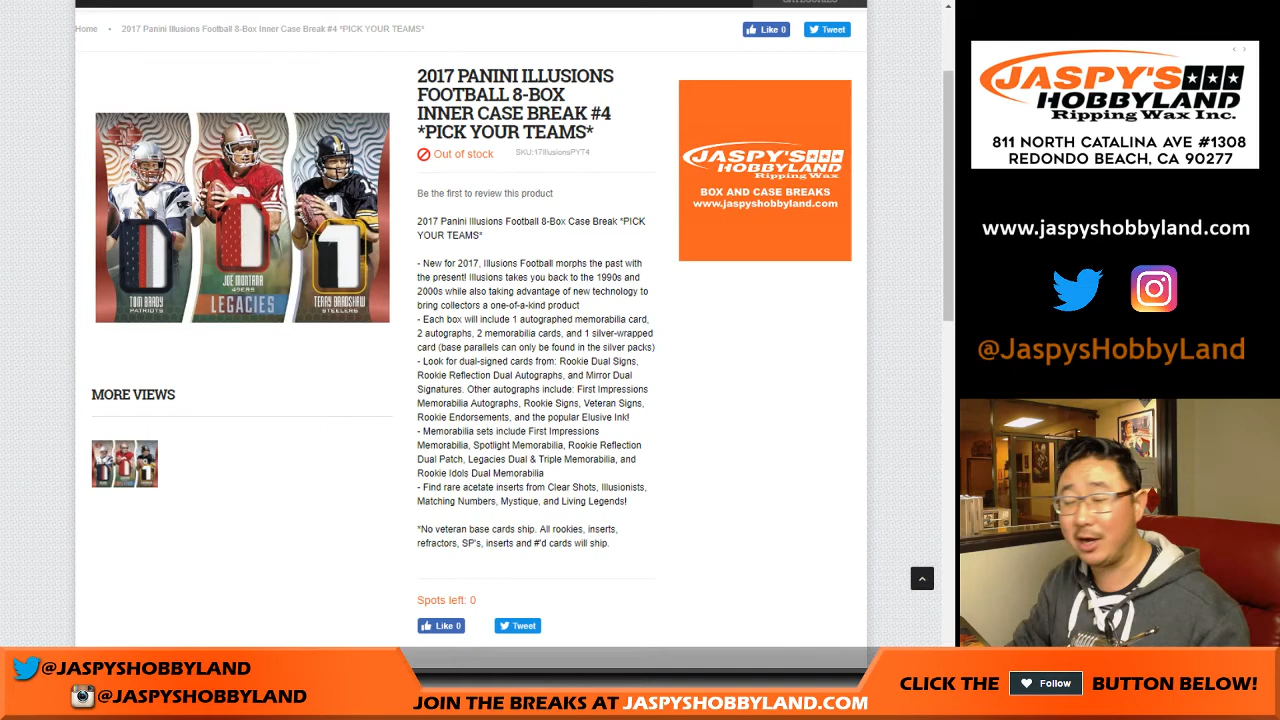 CATEGORIES
Home • 2017 Panini Illusions Football 8-Box Inner Case Break #4 *PICK YOUR TEAMS*
Like 0
Tweet
2017 PANINI ILLUSIONS
FOOTBALL 8-BOX
INNER CASE BREAK #4
*PICK YOUR TEAMS*
Out of stock
SKU:17IllusionsPYT4
Be the first to review this product
2017 Panini Illusions Football 8-Box Case Break *PICK
YOUR TEAMS*
- New for 2017, Illusions Football morphs the past with
the present! Illusions takes you back to the 1990s and
2000s while also taking advantage of new technology to
bring collectors a one-of-a-kind product
- Each box will include 1 autographed memorabilia card,
2 autographs, 2 memorabilia cards, and 1 silver-wrapped
card (base parallels can only be found in the silver packs)
- Look for dual-signed cards from: Rookie Dual Signs,
Rookie Reflection Dual Autographs, and Mirror Dual
Signatures. Other autographs include: First Impressions
Memorabilia Autographs, Rookie Signs, Veteran Signs,
Rookie Endorsements, and the popular Elusive Ink!
- Memorabilia sets include First Impressions
Memorabilia, Spotlight Memorabilia, Rookie Reflection
Dual Patch, Legacies Dual & Triple Memorabilia, and
Rookie Idols Dual Memorabilia
- Find rare acetate inserts from Clear Shots, Illusionists,
Matching Numbers, Mystique, and Living Legends!
*No veteran base cards ship. All rookies, inserts,
refractors, SP's, inserts and #'d cards will ship.
Spots left: 0
Like 0
Tweet
TOM BRADY
PATRIOTS
JOE MONTANA
49ERS
LEGACIES
TERRY BRADSHAW
STEELERS
MORE VIEWS
JASPY'S
HOBBYLAND
Ripping Wax
BOX AND CASE BREAKS
www.jaspyshobbyland.com
JASPY'S
HOBBYLAND
Ripping Wax Inc.
811 NORTH CATALINA AVE #1308
REDONDO BEACH, CA 90277
www.jaspyshobbyland.com
@JaspysHobbyLand
@JASPYSHOBBYLAND
@JASPYSHOBBYLAND
JOIN THE BREAKS AT JASPYSHOBBYLAND.COM
CLICK THE Follow BUTTON BELOW!